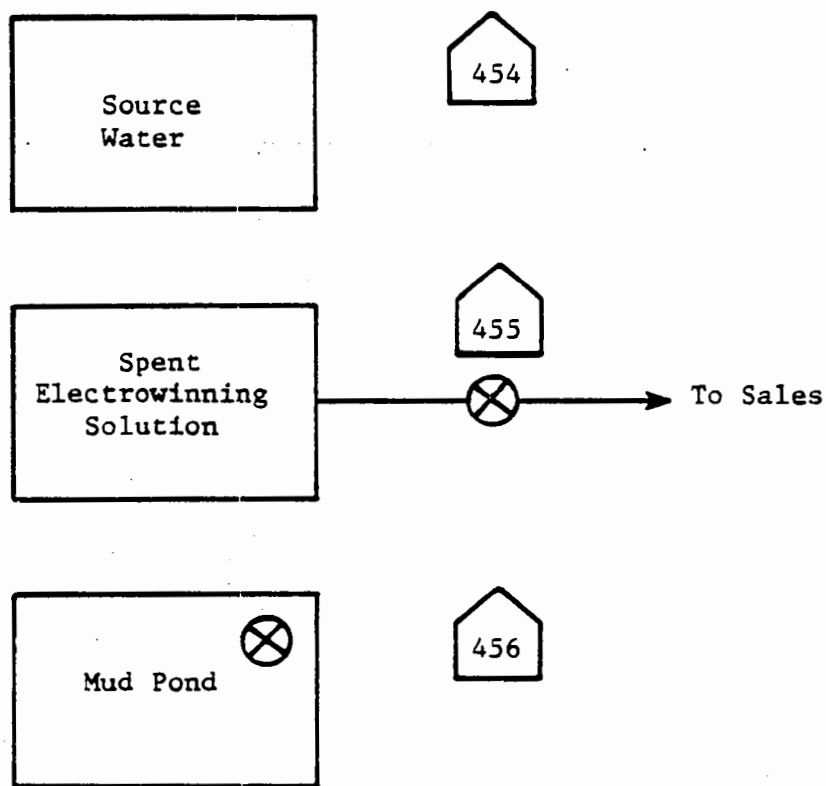 Source
Water
454
Spent
Electrowinning
Solution
455
To Sales
Mud Pond
456